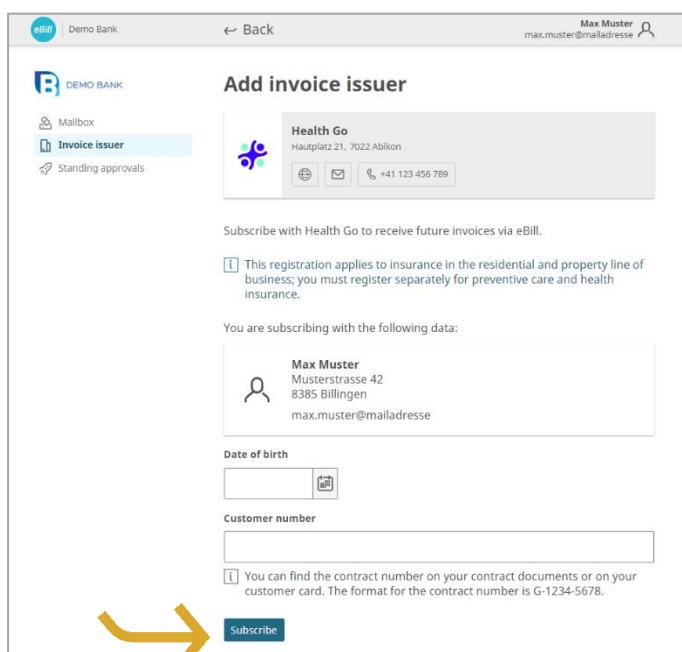 eBill Demo Bank
← Back
Max Muster
max.muster@mailadresse
DEMO BANK
Mailbox
Invoice issuer
Standing approvals
Add invoice issuer
Health Go
Hautplatz 21, 7022 Abikon
+41 123 456 789
Subscribe with Health Go to receive future invoices via eBill.
i This registration applies to insurance in the residential and property line of
business; you must register separately for preventive care and health
insurance.
You are subscribing with the following data:
Max Muster
Musterstrasse 42
8385 Billingen
max.muster@mailadresse
Date of birth
Customer number
i You can find the contract number on your contract documents or on your
customer card. The format for the contract number is G-1234-5678.
Subscribe